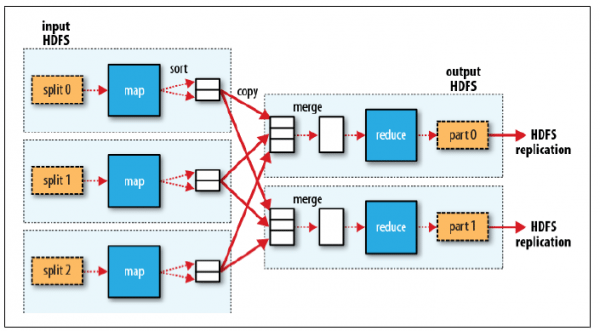 input
HDFS
sort
split 0
map
copy
output
HDFS
merge
reduce
part 0
HDFS
replication
split 1
map
merge
reduce
part 1
HDFS
replication
split 2
map